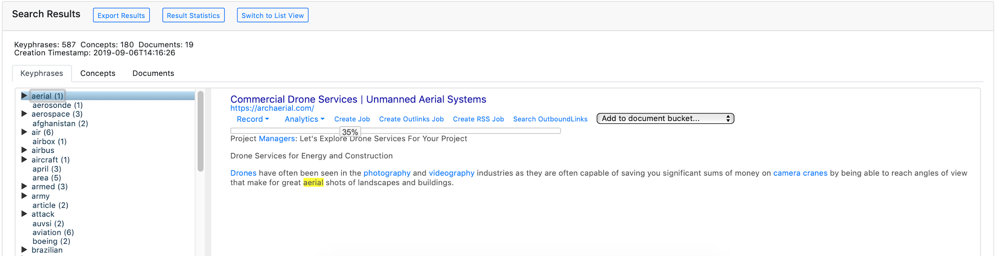 Search Results Export Results Result Statistics Switch to List View
Keyphrases: 587 Concepts: 180 Documents: 19
Creation Timestamp: 2019-09-06T14:16:26
Keyphrases Concepts Documents
aerial (1)
aerosonde (1)
aerospace (3)
afghanistan (2)
air (6)
airbox (1)
airbus
aircraft (1)
april (3)
area (5)
armed (3)
army
article (2)
attack
auvsi (2)
aviation (6)
boeing (2)
brazilian
Commercial Drone Services | Unmanned Aerial Systems
https://archaerial.com/
Record Analytics Create Job Create Outlinks Job Create RSS Job Search OutboundLinks Add to document bucket...
35%
Project Managers: Let's Explore Drone Services For Your Project
Drone Services for Energy and Construction
Drones have often been seen in the photography and videography industries as they are often capable of saving you significant sums of money on camera cranes by being able to reach angles of view
that make for great aerial shots of landscapes and buildings.